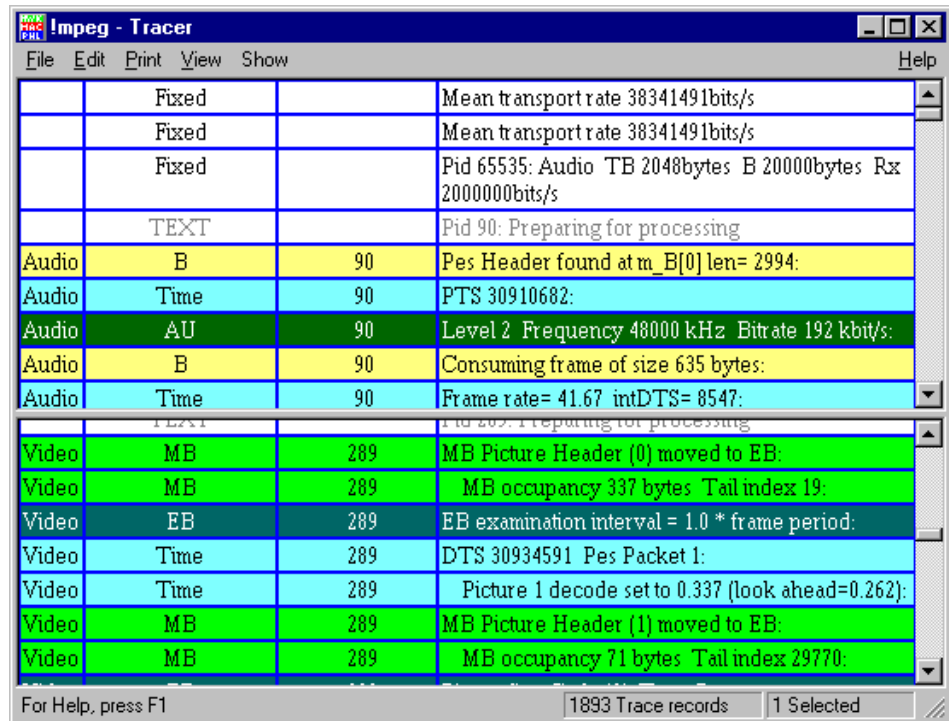 !mpeg - Tracer
File Edit Print View Show Help
Fixed Mean transport rate 38341491bits/s
Fixed Mean transport rate 38341491bits/s
Fixed Pid 65535: Audio TB 2048bytes B 20000bytes Rx
2000000bits/s
TEXT Pid 90: Preparing for processing
Audio B 90 Pes Header found at m_B[0] len= 2994:
Audio Time 90 PTS 30910682:
Audio AU 90 Level 2 Frequency 48000 kHz Bitrate 192 kbit/s:
Audio B 90 Consuming frame of size 635 bytes:
Audio Time 90 Frame rate= 41.67 intDTS= 8547:
TEXT Pid 289: Preparing for processing
Video MB 289 MB Picture Header (0) moved to EB:
Video MB 289 MB occupancy 337 bytes Tail index 19:
Video EB 289 EB examination interval = 1.0 * frame period:
Video Time 289 DTS 30934591 Pes Packet 1:
Video Time 289 Picture 1 decode set to 0.337 (look ahead=0.262):
Video MB 289 MB Picture Header (1) moved to EB:
Video MB 289 MB occupancy 71 bytes Tail index 29770:
For Help, press F1 1893 Trace records 1 Selected